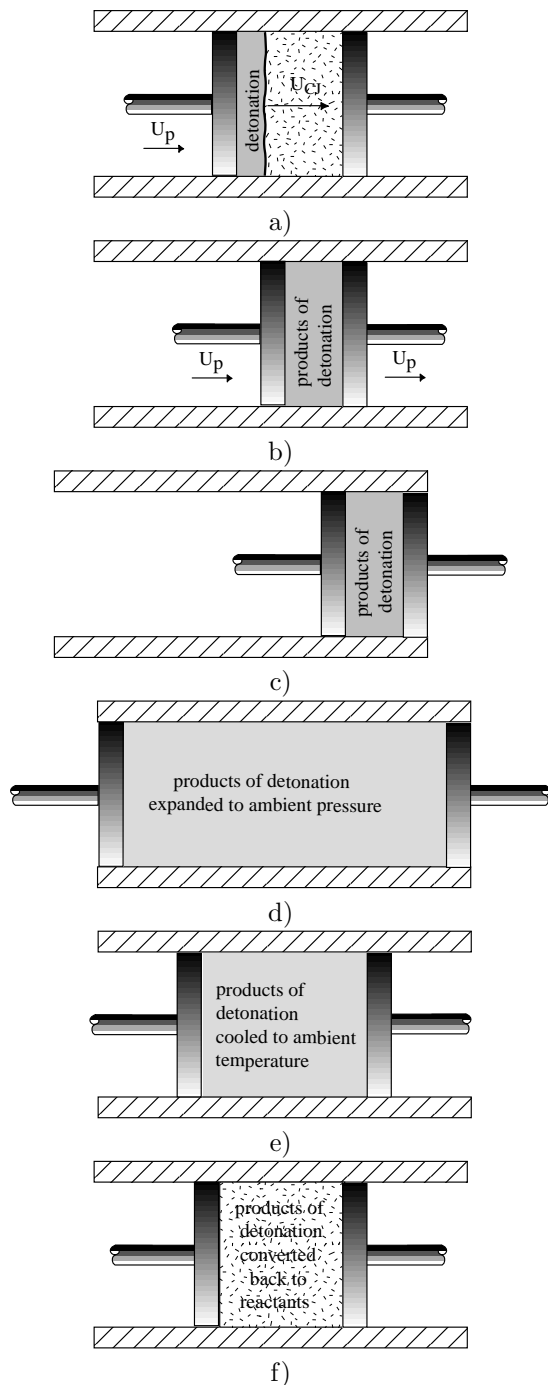 detonation
U_CJ
U_p
a)
products of
detonation
U_p
U_p
b)
products of
detonation
c)
products of detonation
expanded to ambient pressure
d)
products of
detonation
cooled to ambient
temperature
e)
products of
detonation
converted
back to
reactants
f)